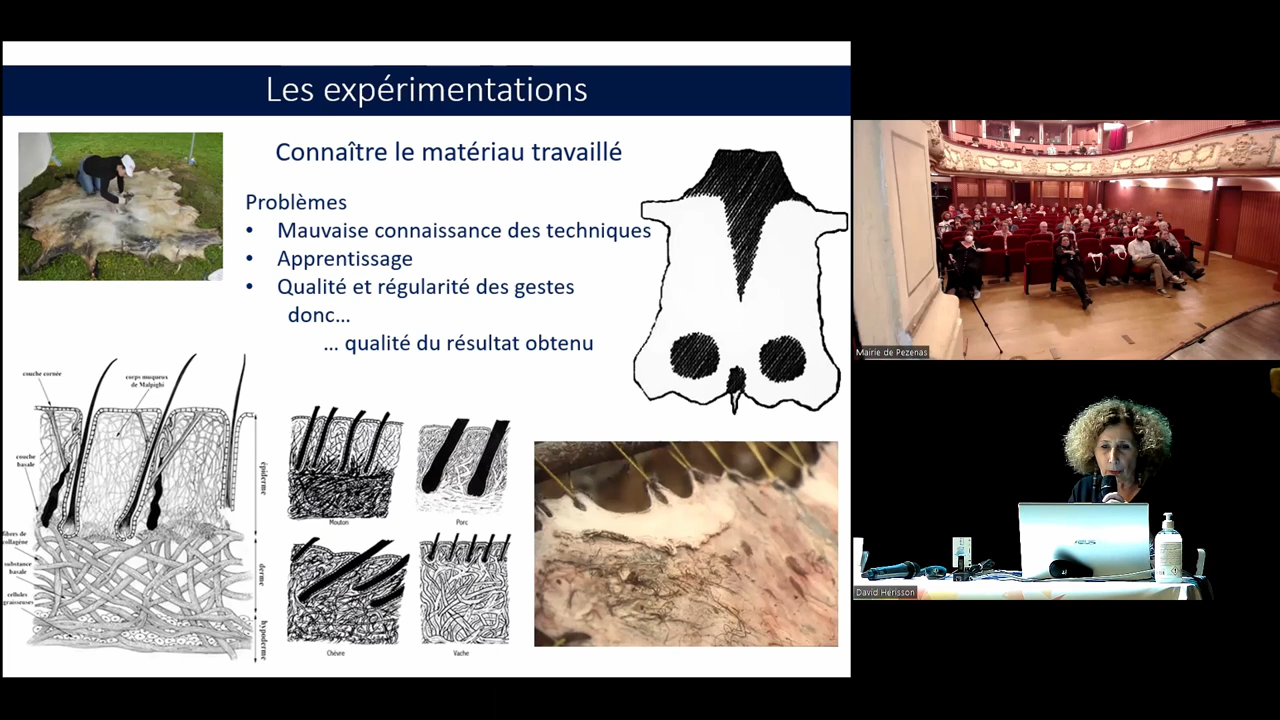 Les expérimentations
Connaître le matériau travaillé
Problèmes
• Mauvaise connaissance des techniques
• Apprentissage
• Qualité et régularité des gestes
donc...
... qualité du résultat obtenu
couche cornée
corps muqueux
de Malpighi
couche
basale
fibres de
collagène
substance
basale
cellules
graisseuses
épiderme
derme
hypoderme
Mouton
Porc
Chèvre
Vache
Mairie de Pezenas
ASUS
David Hérisson